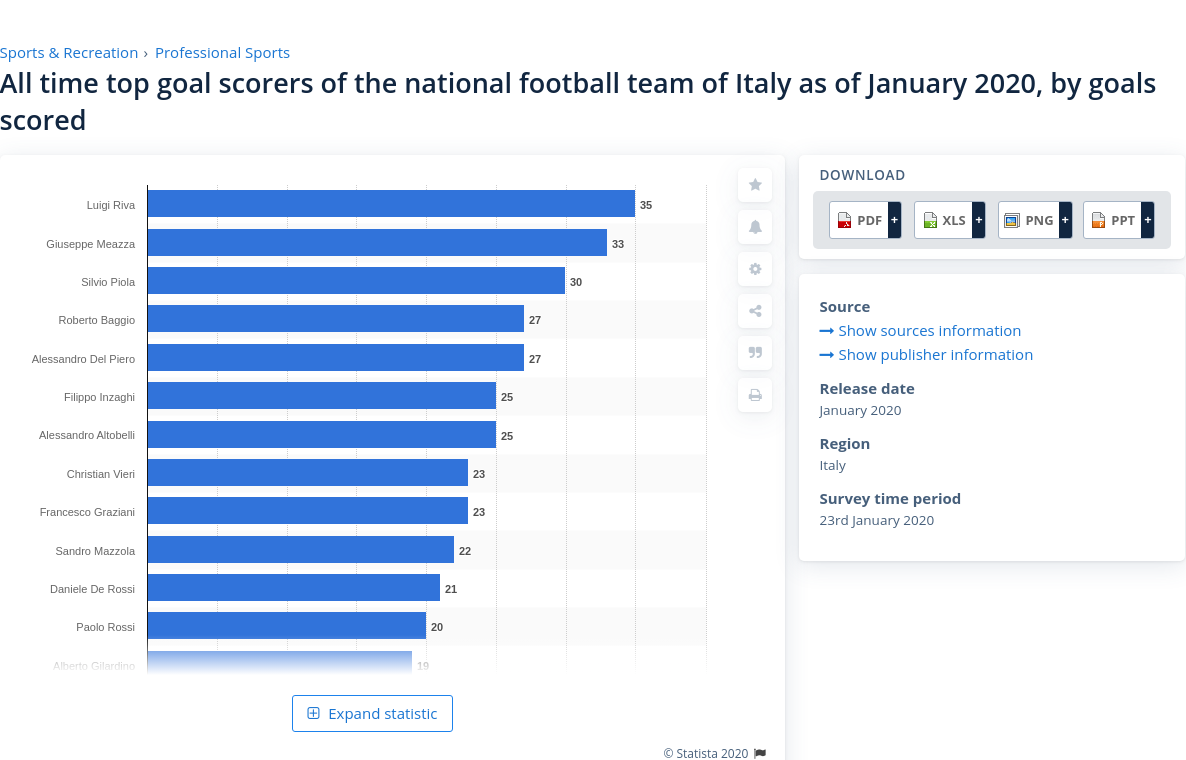 Sports & Recreation › Professional Sports
All time top goal scorers of the national football team of Italy as of January 2020, by goals
scored
Luigi Riva 35
Giuseppe Meazza 33
Silvio Piola 30
Roberto Baggio 27
Alessandro Del Piero 27
Filippo Inzaghi 25
Alessandro Altobelli 25
Christian Vieri 23
Francesco Graziani 23
Sandro Mazzola 22
Daniele De Rossi 21
Paolo Rossi 20
Alberto Gilardino 19
Expand statistic
© Statista 2020
DOWNLOAD
PDF + XLS + PNG + PPT +
Source
Show sources information
Show publisher information
Release date
January 2020
Region
Italy
Survey time period
23rd January 2020